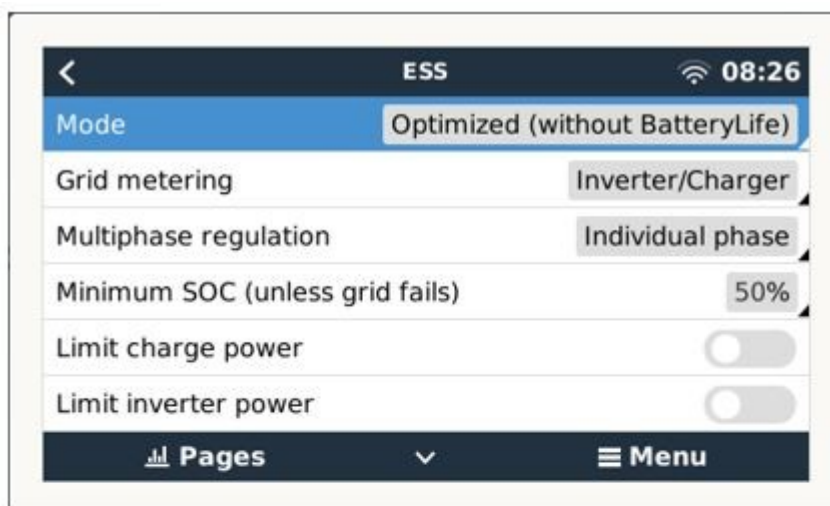 ESS 08:26
Mode Optimized (without BatteryLife)
Grid metering Inverter/Charger
Multiphase regulation Individual phase
Minimum SOC (unless grid fails) 50%
Limit charge power
Limit inverter power
Pages Menu